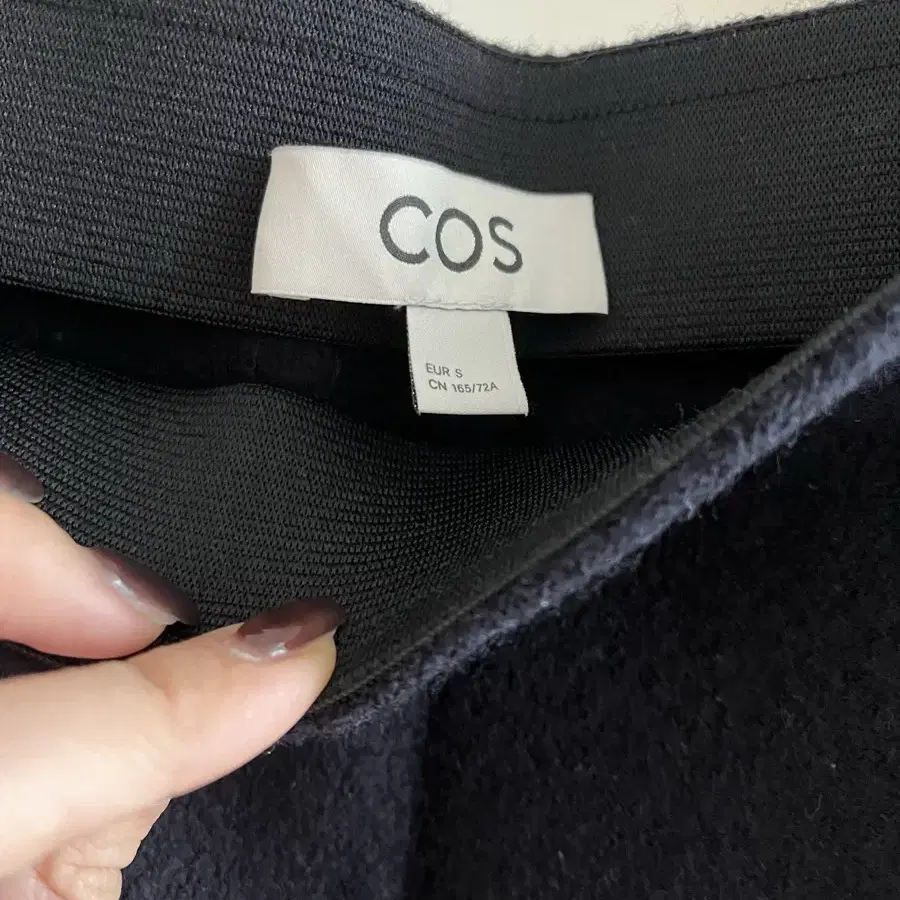 COS
EUR S
CN 165/72A